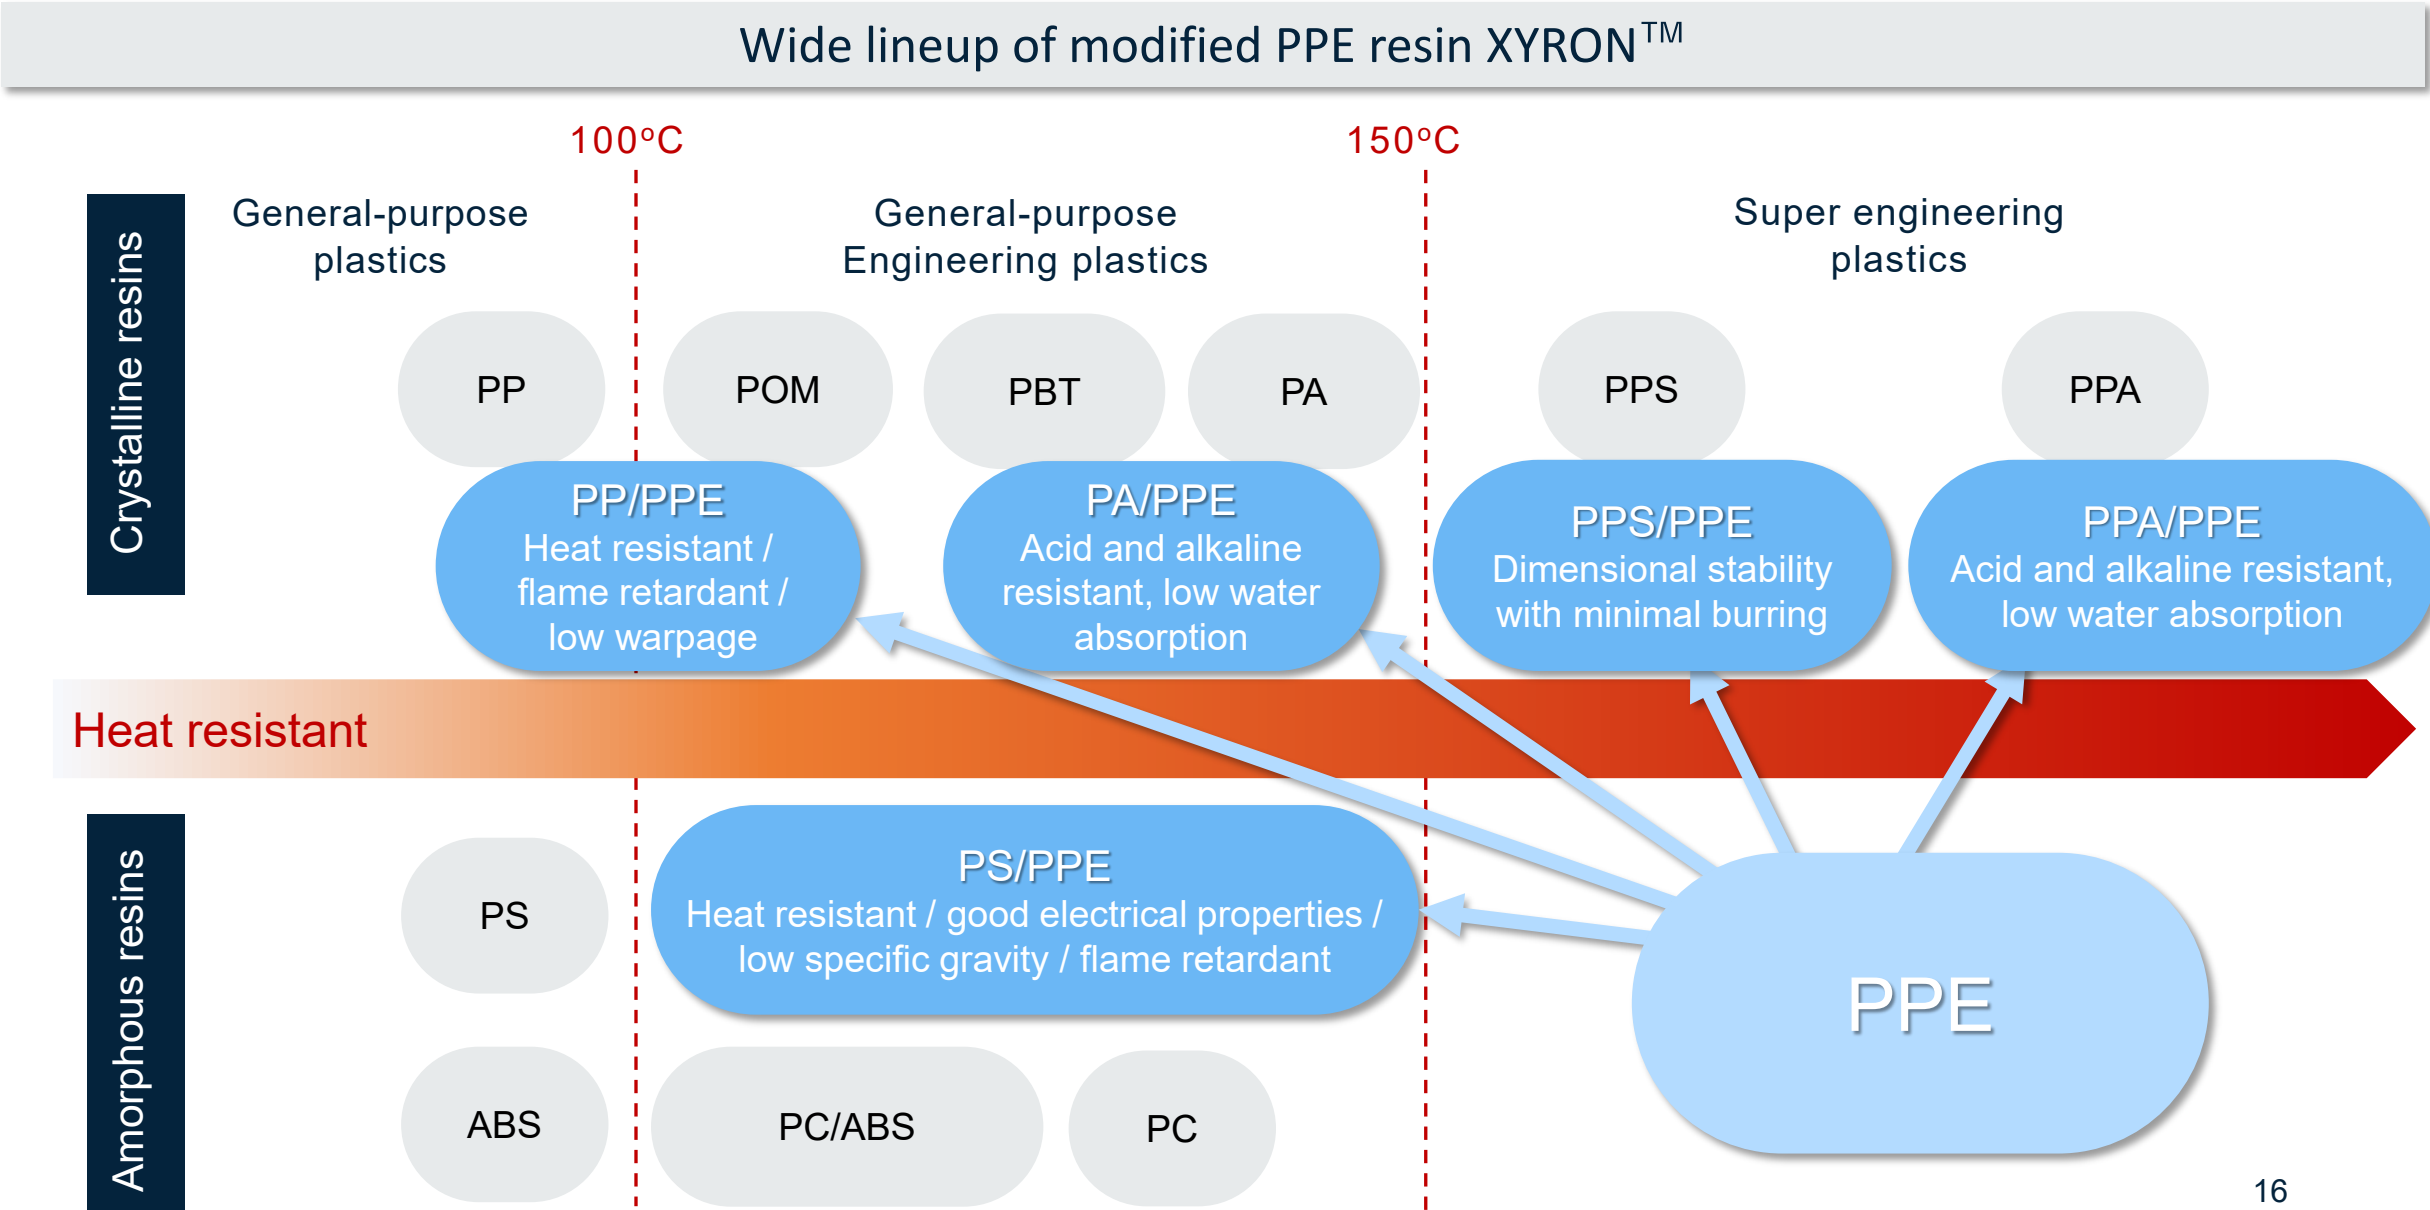 Wide lineup of modified PPE resin XYRON™
100°C
150°C
Crystalline resins
General-purpose
plastics
General-purpose
Engineering plastics
Super engineering
plastics
PP
POM
PBT
PA
PPS
PPA
PP/PPE
Heat resistant /
flame retardant /
low warpage
PA/PPE
Acid and alkaline
resistant, low water
absorption
PPS/PPE
Dimensional stability
with minimal burring
PPA/PPE
Acid and alkaline resistant,
low water absorption
Heat resistant
Amorphous resins
PS
PS/PPE
Heat resistant / good electrical properties /
low specific gravity / flame retardant
PPE
ABS
PC/ABS
PC
16